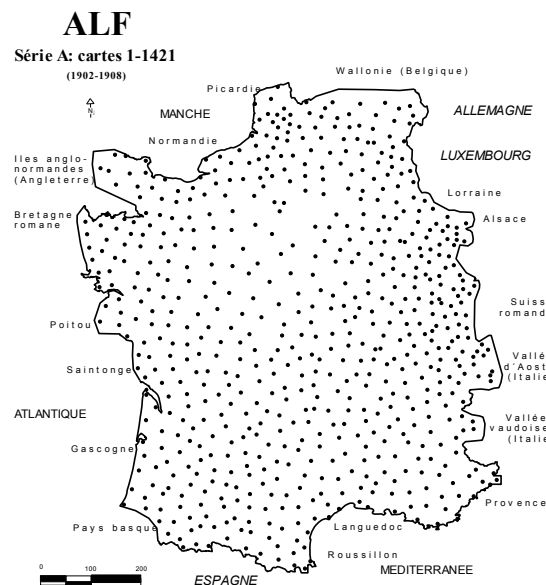 ALF
Série A: cartes 1-1421
(1902-1908)
Wallonie (Belgique)
Picardie
N
MANCHE
ALLEMAGNE
Normandie
LUXEMBOURG
Iles anglo-
normandes
(Angleterre)
Lorraine
Bretagne
romane
Alsace
Suiss
romand
Poitou
Vallé
d'Aost
(Italie
Saintonge
ATLANTIQUE
Vallée
vaudoise
(Italie
Gascogne
Provence
Pays basque
Languedoc
Roussillon
MEDITERRANEE
0 100 200
ESPAGNE